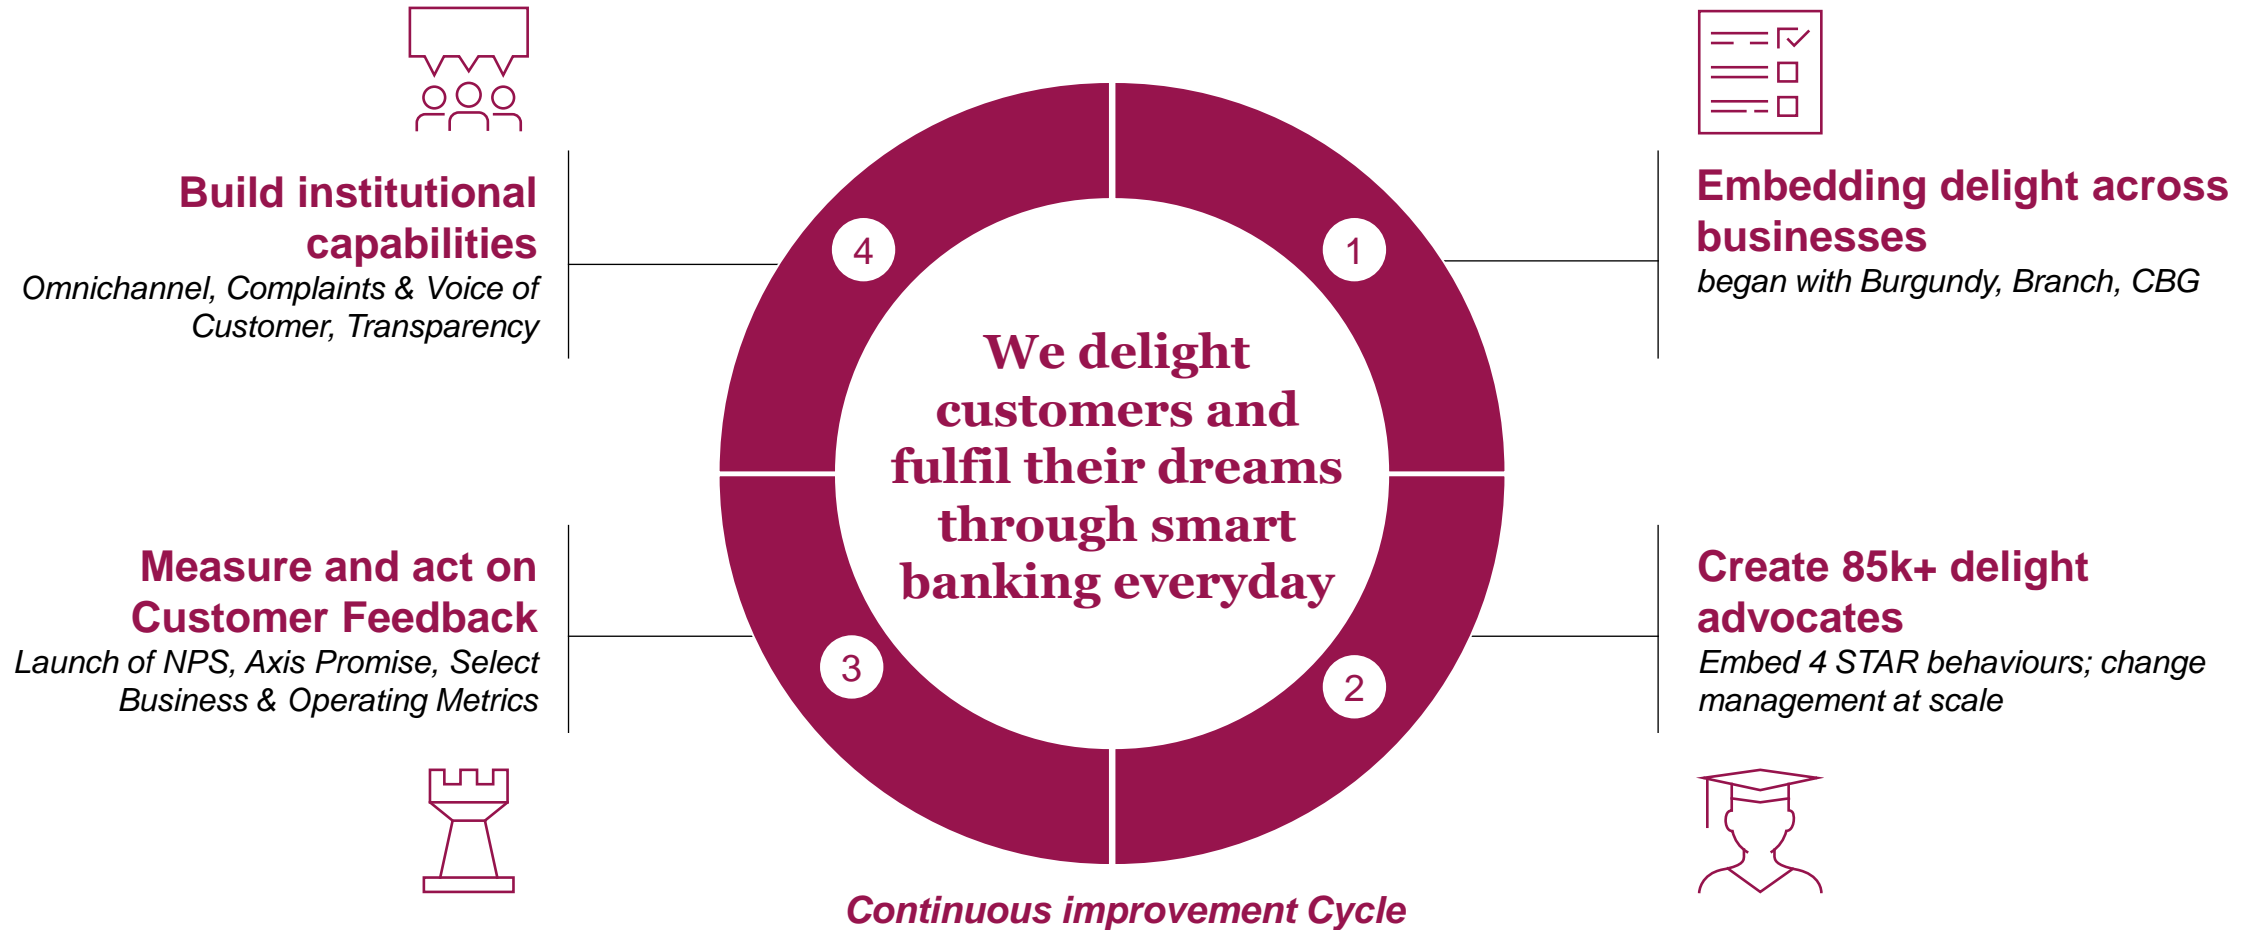 Build institutional
capabilities
Omnichannel, Complaints & Voice of
Customer, Transparency
4
1
Embedding delight across
businesses
began with Burgundy, Branch, CBG
We delight
customers and
fulfil their dreams
through smart
banking everyday
Measure and act on
Customer Feedback
Launch of NPS, Axis Promise, Select
Business & Operating Metrics
3
2
Create 85k+ delight
advocates
Embed 4 STAR behaviours; change
management at scale
Continuous improvement Cycle